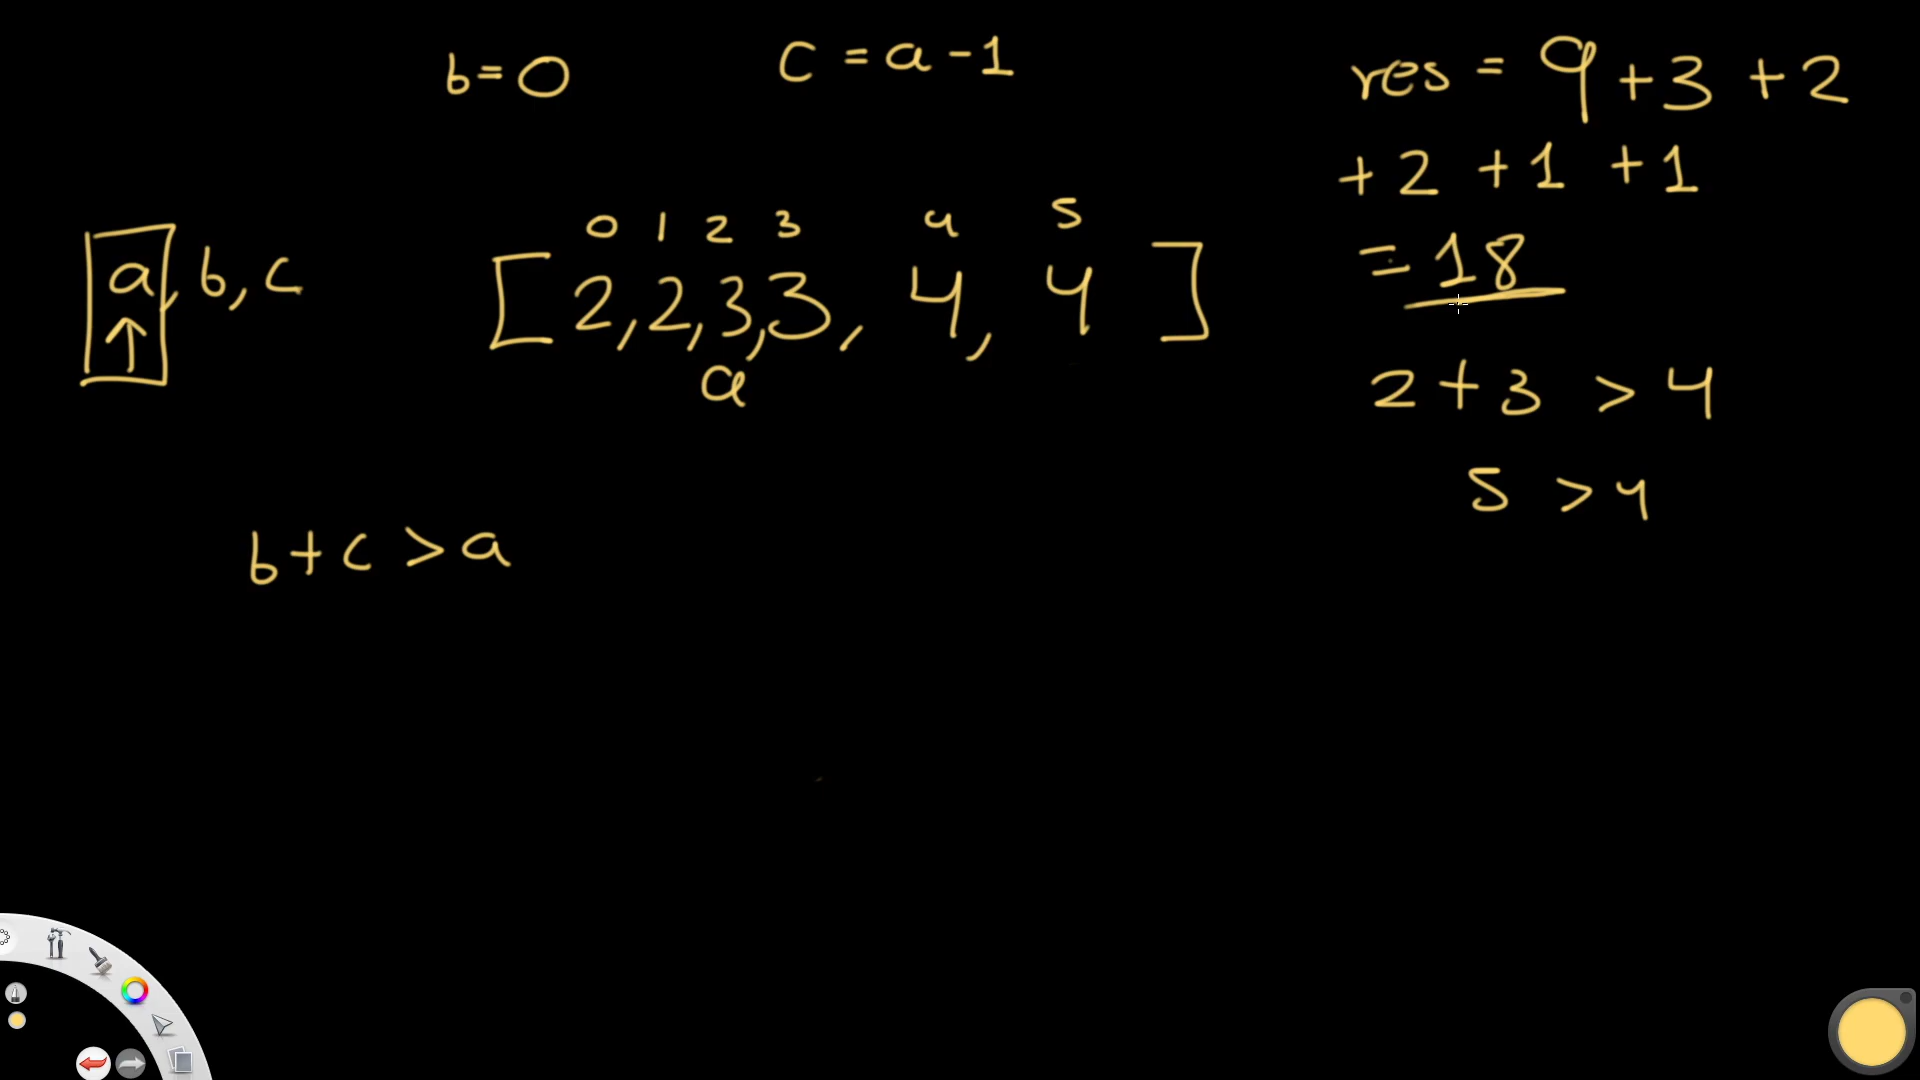 b=0
c = a - 1
res = 9 + 3 + 2
+ 2 + 1 + 1
= 18
0 1 2 3 4 5
a, b, c
[2,2,3,3, 4, 4]
a
2 + 3 > 4
5 > 4
b + c > a